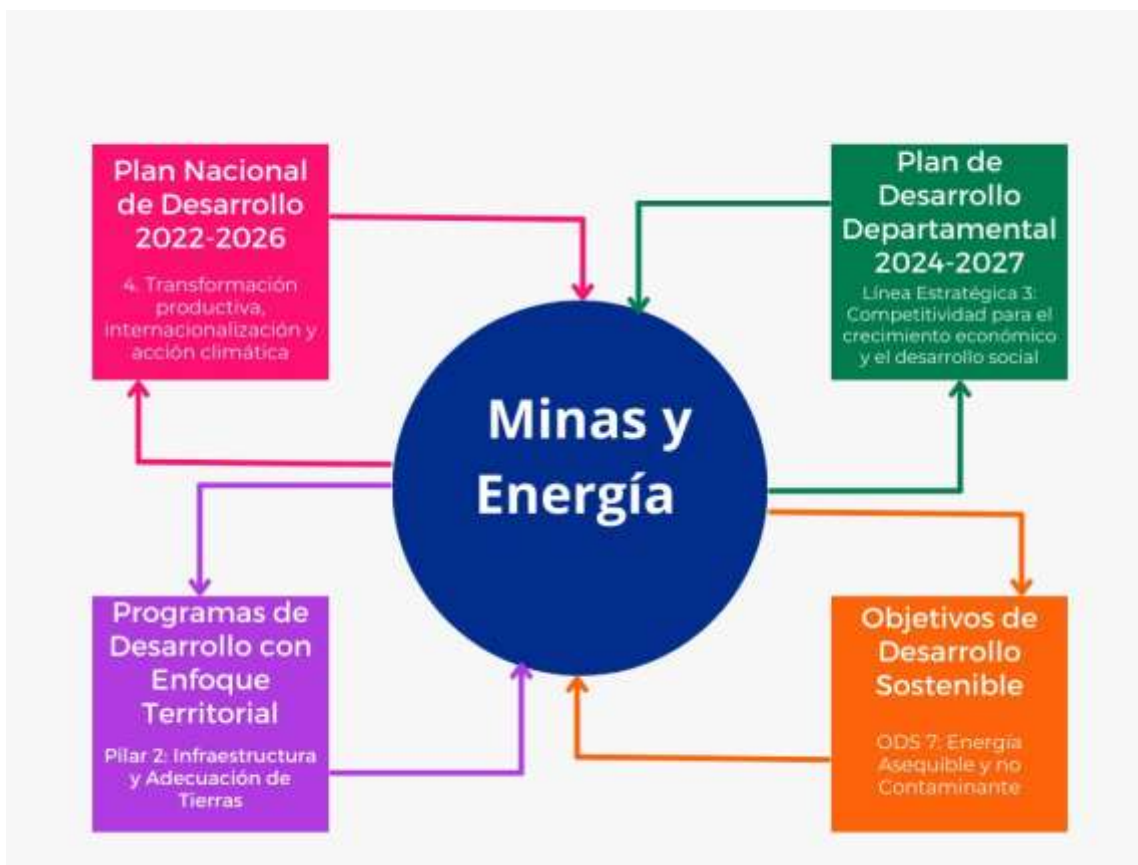 Plan Nacional
de Desarrollo
2022-2026
4. Transformación
productiva,
internacionalización y
acción climática
Plan de
Desarrollo
Departamental
2024-2027
Línea Estratégica 3:
Competitividad para el
crecimiento económico
y el desarrollo social
Minas y
Energía
Programas de
Desarrollo con
Enfoque
Territorial
Pilar 2: Infraestructura
y Adecuación de
Tierras
Objetivos de
Desarrollo
Sostenible
ODS 7: Energía
Asequible y no
Contaminante